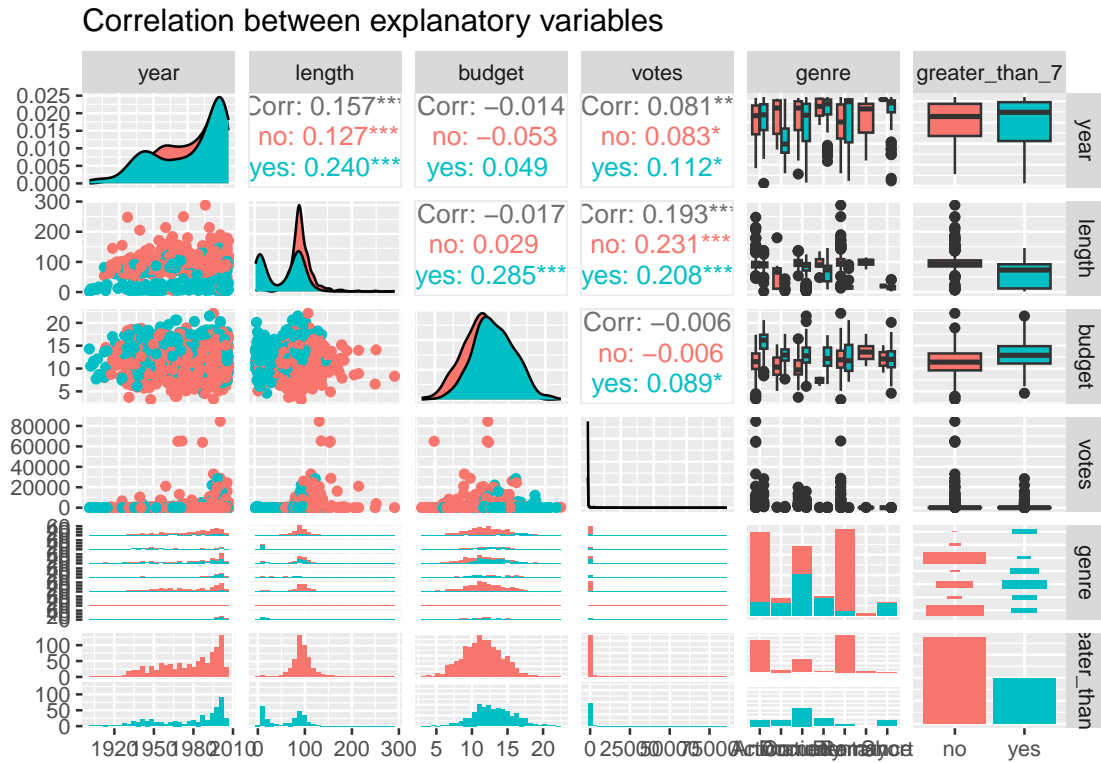 Correlation between explanatory variables
year length budget votes genre greater_than_7
0.025
0.020
0.015
0.010
0.005
0.000
Corr: 0.157***
no: 0.127***
yes: 0.240***
Corr: −0.014
no: −0.053
yes: 0.049
Corr: 0.081**
no: 0.083*
yes: 0.112*
year
300
200
100
0
Corr: −0.017
no: 0.029
yes: 0.285***
Corr: 0.193***
no: 0.231***
yes: 0.208***
length
20
15
10
5
Corr: −0.006
no: −0.006
yes: 0.089*
budget
80000
60000
40000
20000
0
votes
genre
100
50
0
100
50
0
eater_than
1920 1950 1980 2010 0 100 200 300 5 10 15 20 0 25000 50000 75000 no yes